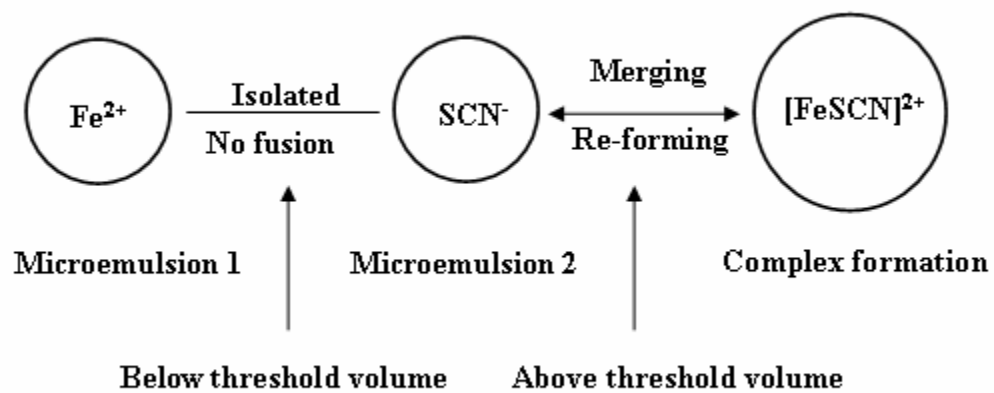 Fe²⁺
Isolated
No fusion
SCN⁻
Merging
Re-forming
[FeSCN]²⁺
Microemulsion 1
Microemulsion 2
Complex formation
Below threshold volume
Above threshold volume